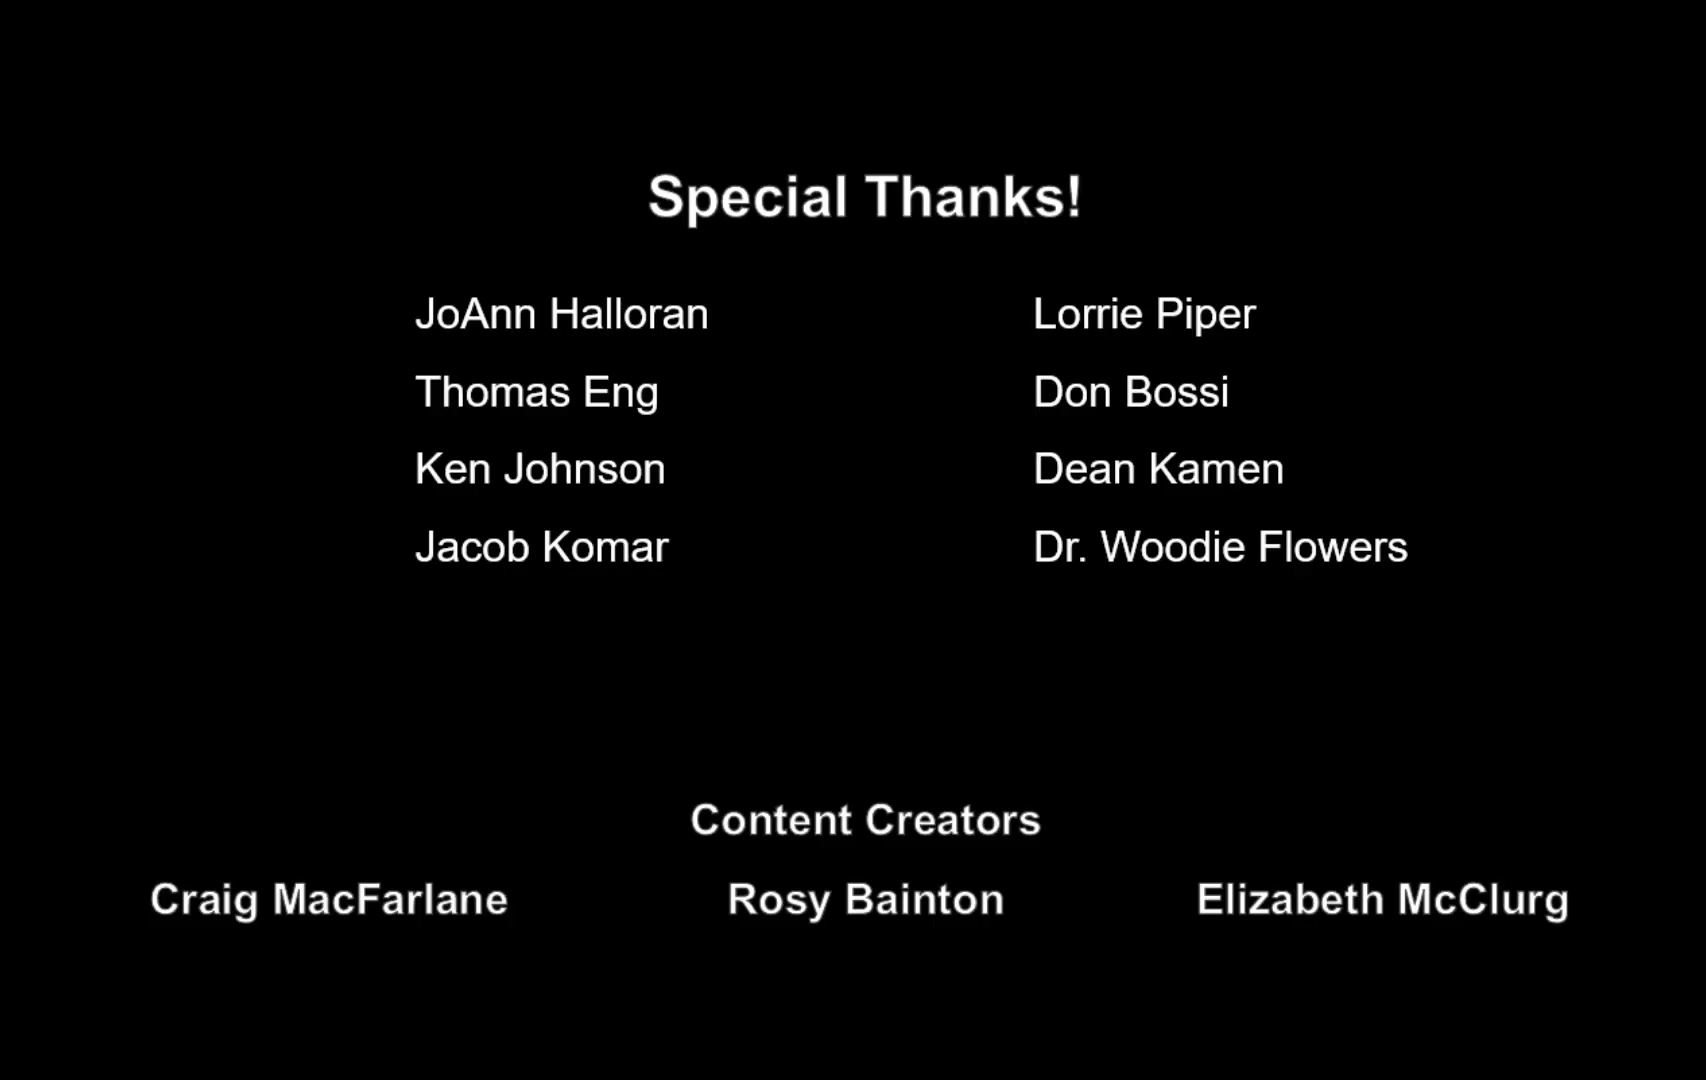 Special Thanks!
JoAnn Halloran
Lorrie Piper
Thomas Eng
Don Bossi
Ken Johnson
Dean Kamen
Jacob Komar
Dr. Woodie Flowers
Content Creators
Craig MacFarlane
Rosy Bainton
Elizabeth McClurg